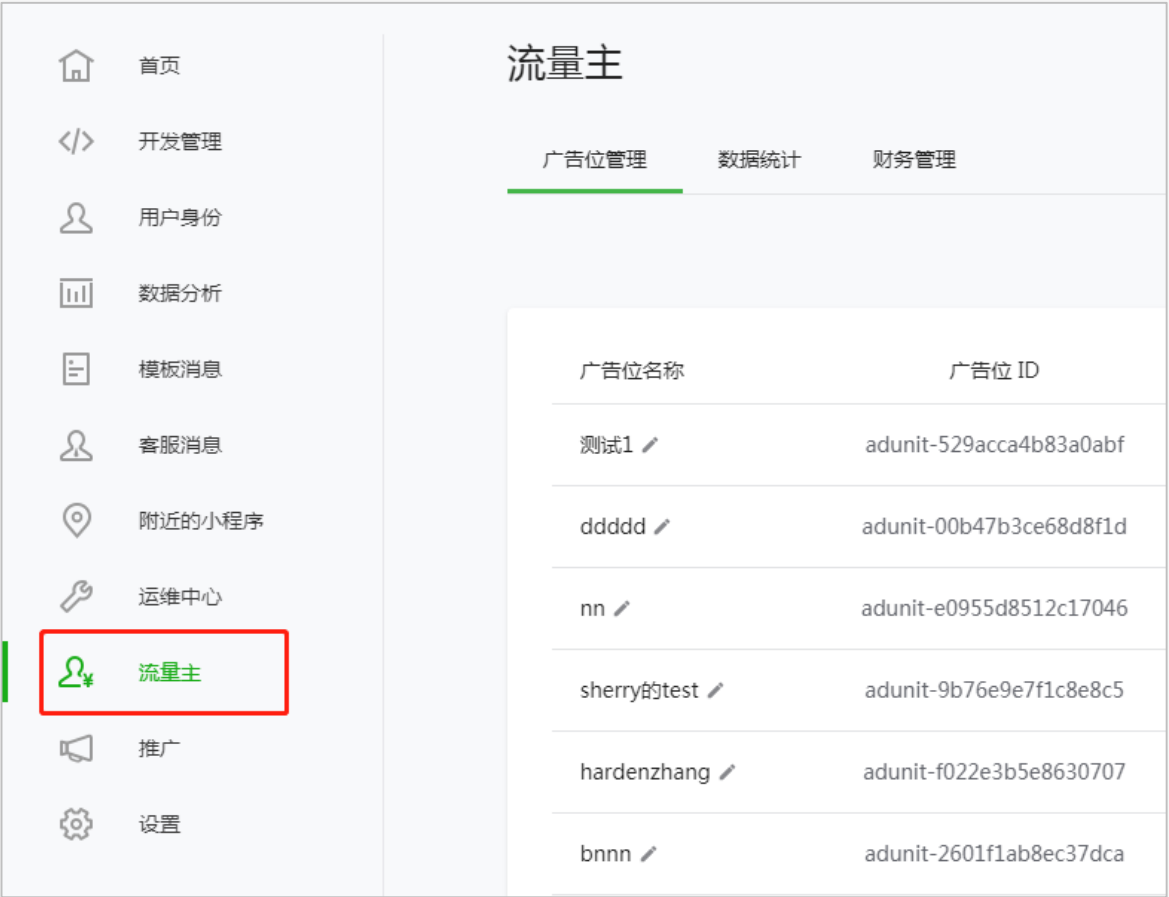 首页
开发管理
用户身份
数据分析
模板消息
客服消息
附近的小程序
运维中心
流量主
推广
设置
流量主
广告位管理 数据统计 财务管理
广告位名称 广告位 ID
测试1 adunit-529acca4b83a0abf
ddddd adunit-00b47b3ce68d8f1d
nn adunit-e0955d8512c17046
sherry的test adunit-9b76e9e7f1c8e8c5
hardenzhang adunit-f022e3b5e8630707
bnnn adunit-2601f1ab8ec37dca